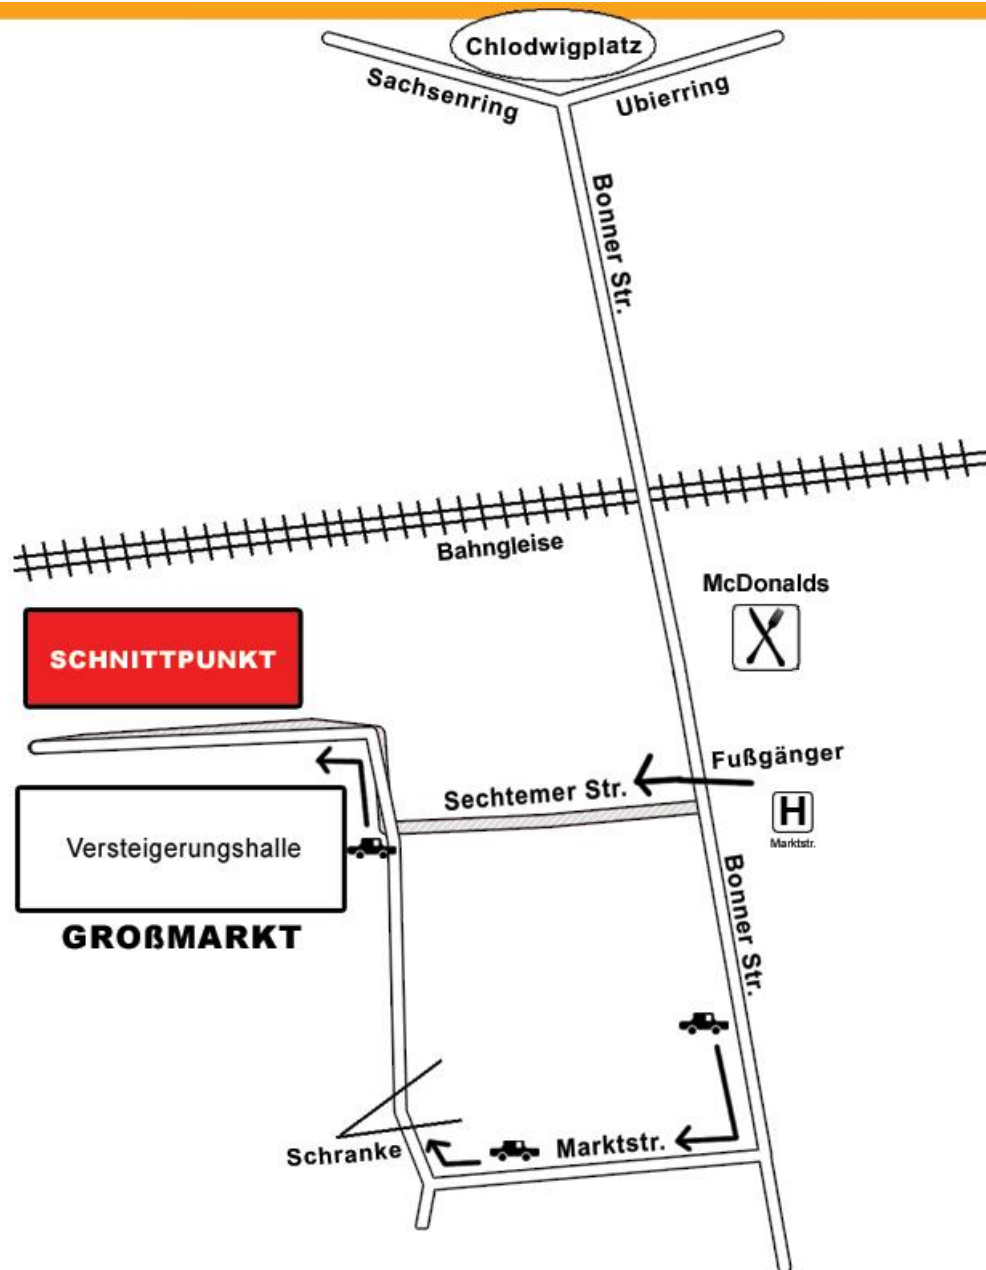 Chlodwigplatz
Sachsenring
Ubierring
Bonner Str.
Bahngleise
McDonalds
SCHNITTPUNKT
Fußgänger
Sechtemer Str.
H
Marktstr.
Versteigerungshalle
GROßMARKT
Bonner Str.
Schranke
Marktstr.